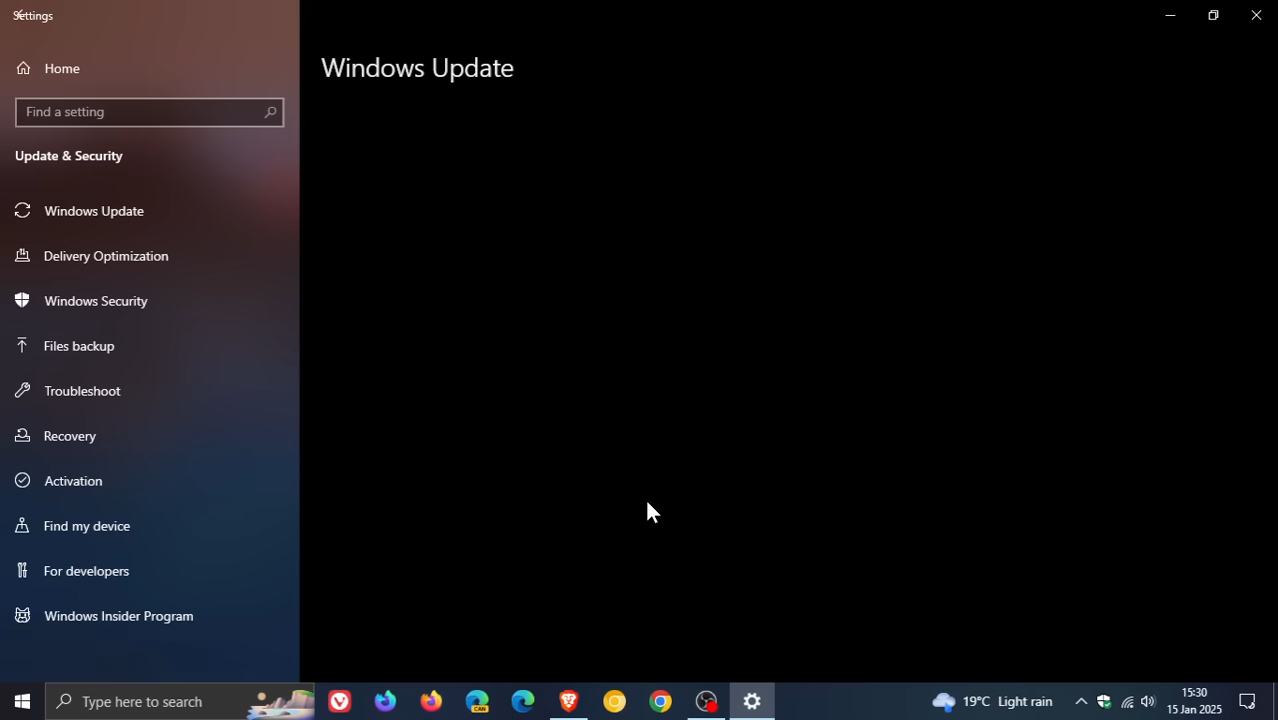 Settings
Home
Find a setting
Update & Security
Windows Update
Delivery Optimization
Windows Security
Files backup
Troubleshoot
Recovery
Activation
Find my device
For developers
Windows Insider Program
Windows Update
Type here to search
CAN
19°C Light rain
15:30
15 Jan 2025